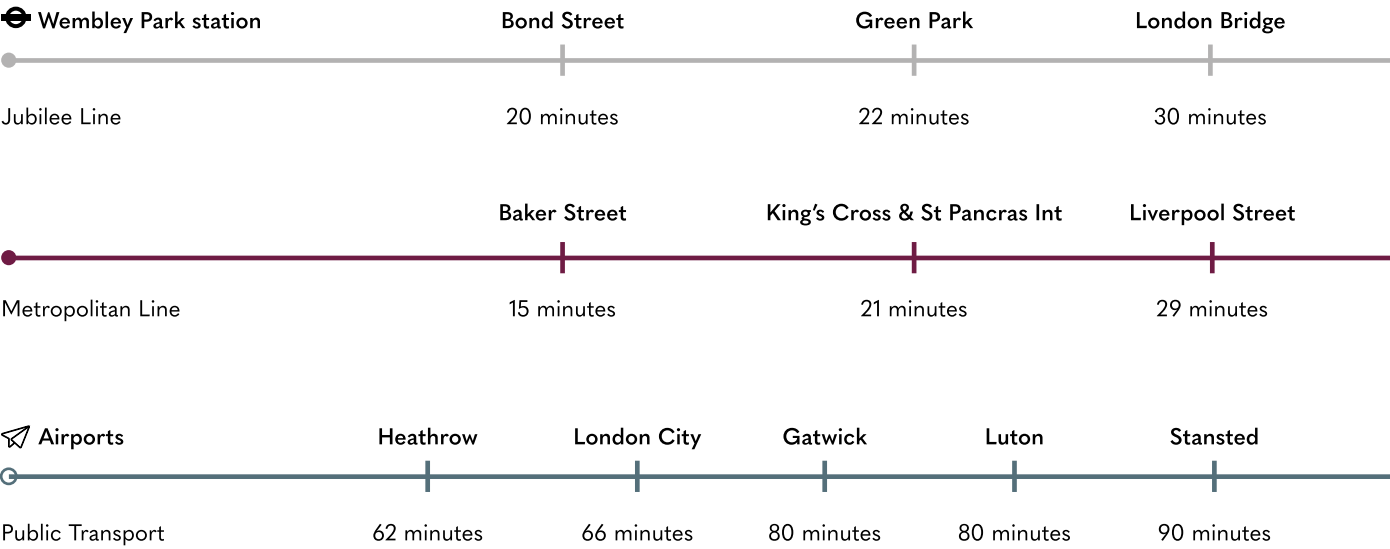 Wembley Park station Bond Street Green Park London Bridge
Jubilee Line 20 minutes 22 minutes 30 minutes
Baker Street King’s Cross & St Pancras Int Liverpool Street
Metropolitan Line 15 minutes 21 minutes 29 minutes
Airports Heathrow London City Gatwick Luton Stansted
Public Transport 62 minutes 66 minutes 80 minutes 80 minutes 90 minutes